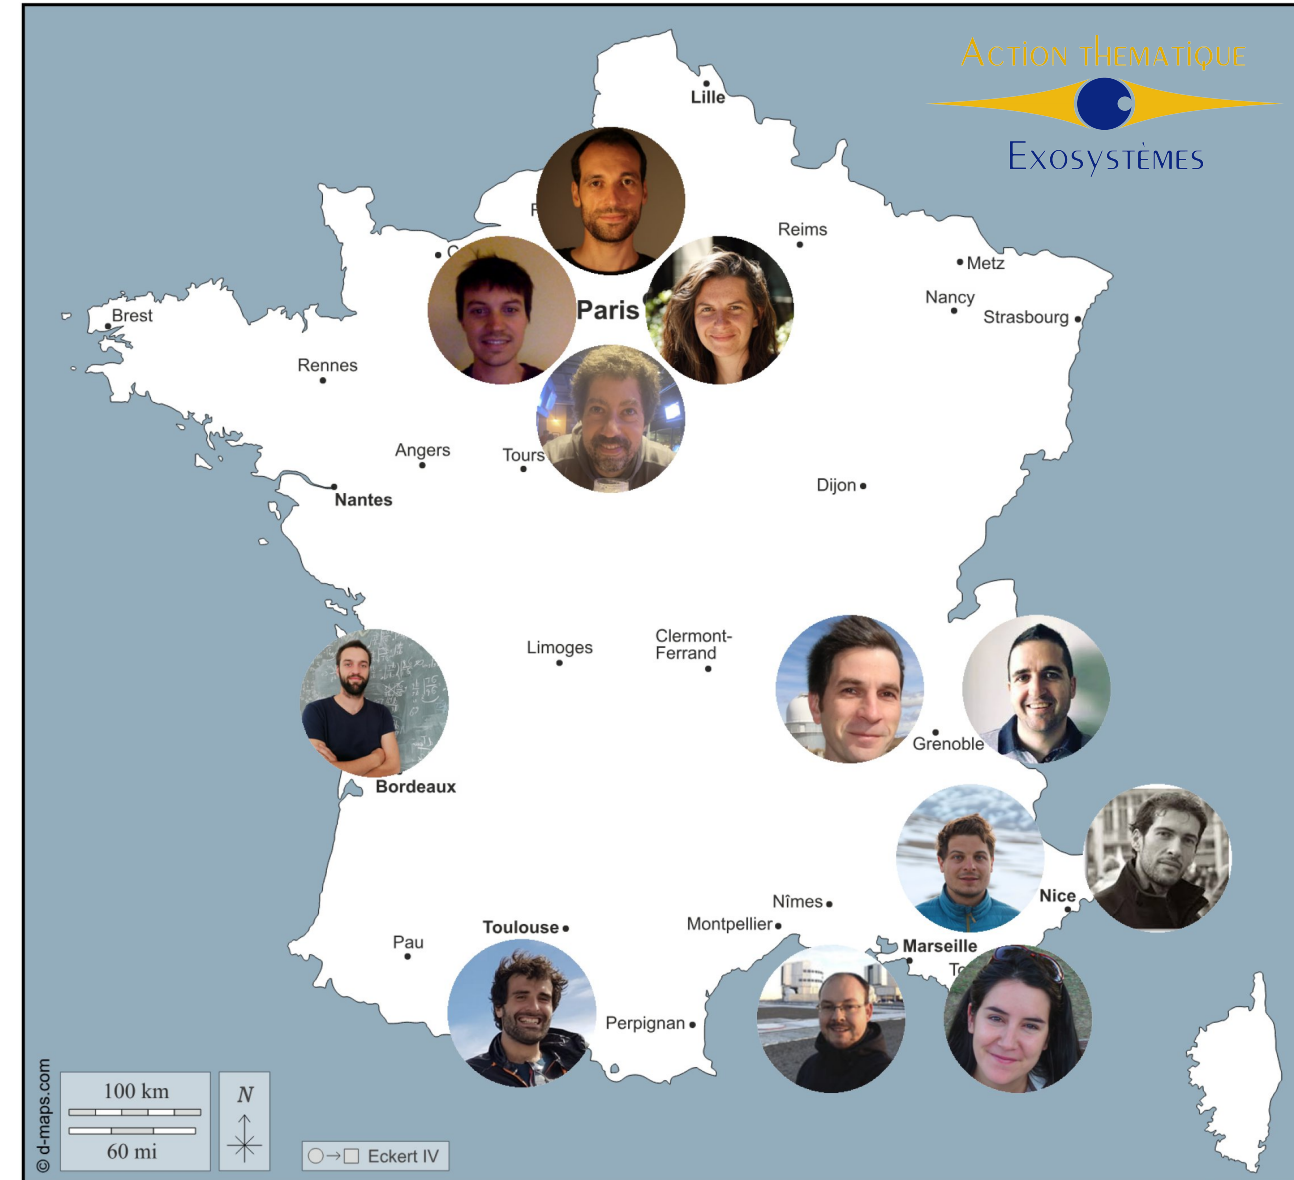 ACTION THEMATIQUE
EXOSYSTÈMES
Lille
Reims
Metz
Paris
Nancy
Strasbourg
Brest
Rennes
Angers
Tours
Nantes
Dijon
Limoges
Clermont-
Ferrand
Grenoble
Bordeaux
Nîmes
Nice
Montpellier
Toulouse
Pau
Marseille
Perpignan
100 km
60 mi
N
Eckert IV
© d-maps.com